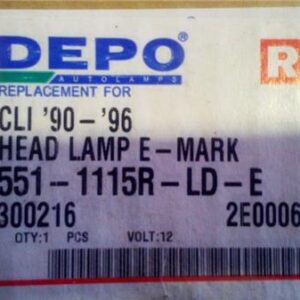 DEPO R
AUTOLAMPS
REPLACEMENT FOR
CLI '90-'96
HEAD LAMP E-MARK
551-1115R-LD-E
300216 2E0006
QTY:1 PCS VOLT:12